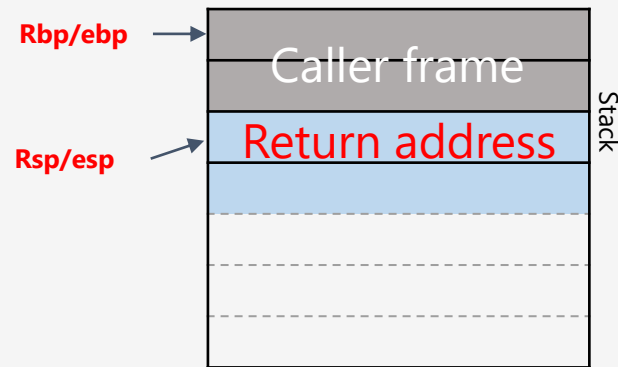 Rbp/ebp
Caller frame
Return address
Rsp/esp
Stack